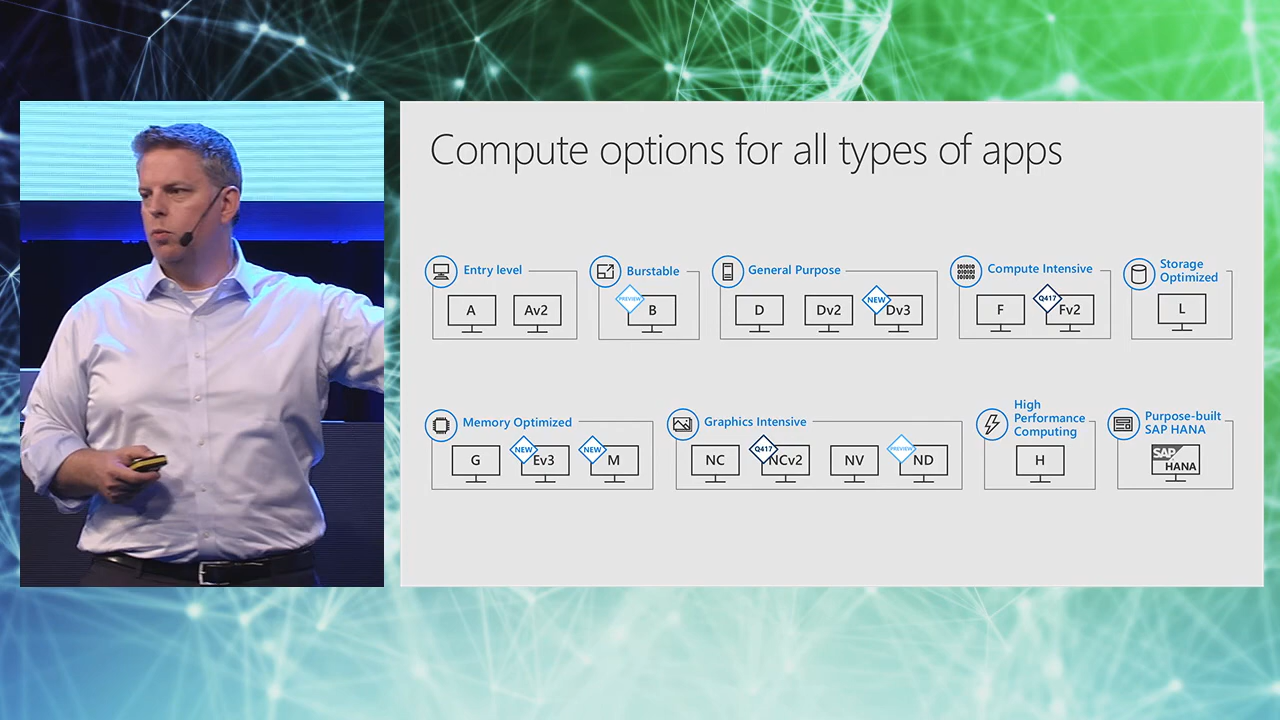 Compute options for all types of apps
Entry level
A
Av2
Burstable
PREVIEW
B
General Purpose
D
Dv2
NEW
Dv3
Compute Intensive
F
Q417
Fv2
Storage
Optimized
L
Memory Optimized
G
NEW
Ev3
NEW
M
Graphics Intensive
NC
Q417
NCv2
NV
PREVIEW
ND
High
Performance
Computing
H
Purpose-built
SAP HANA
SAP
HANA